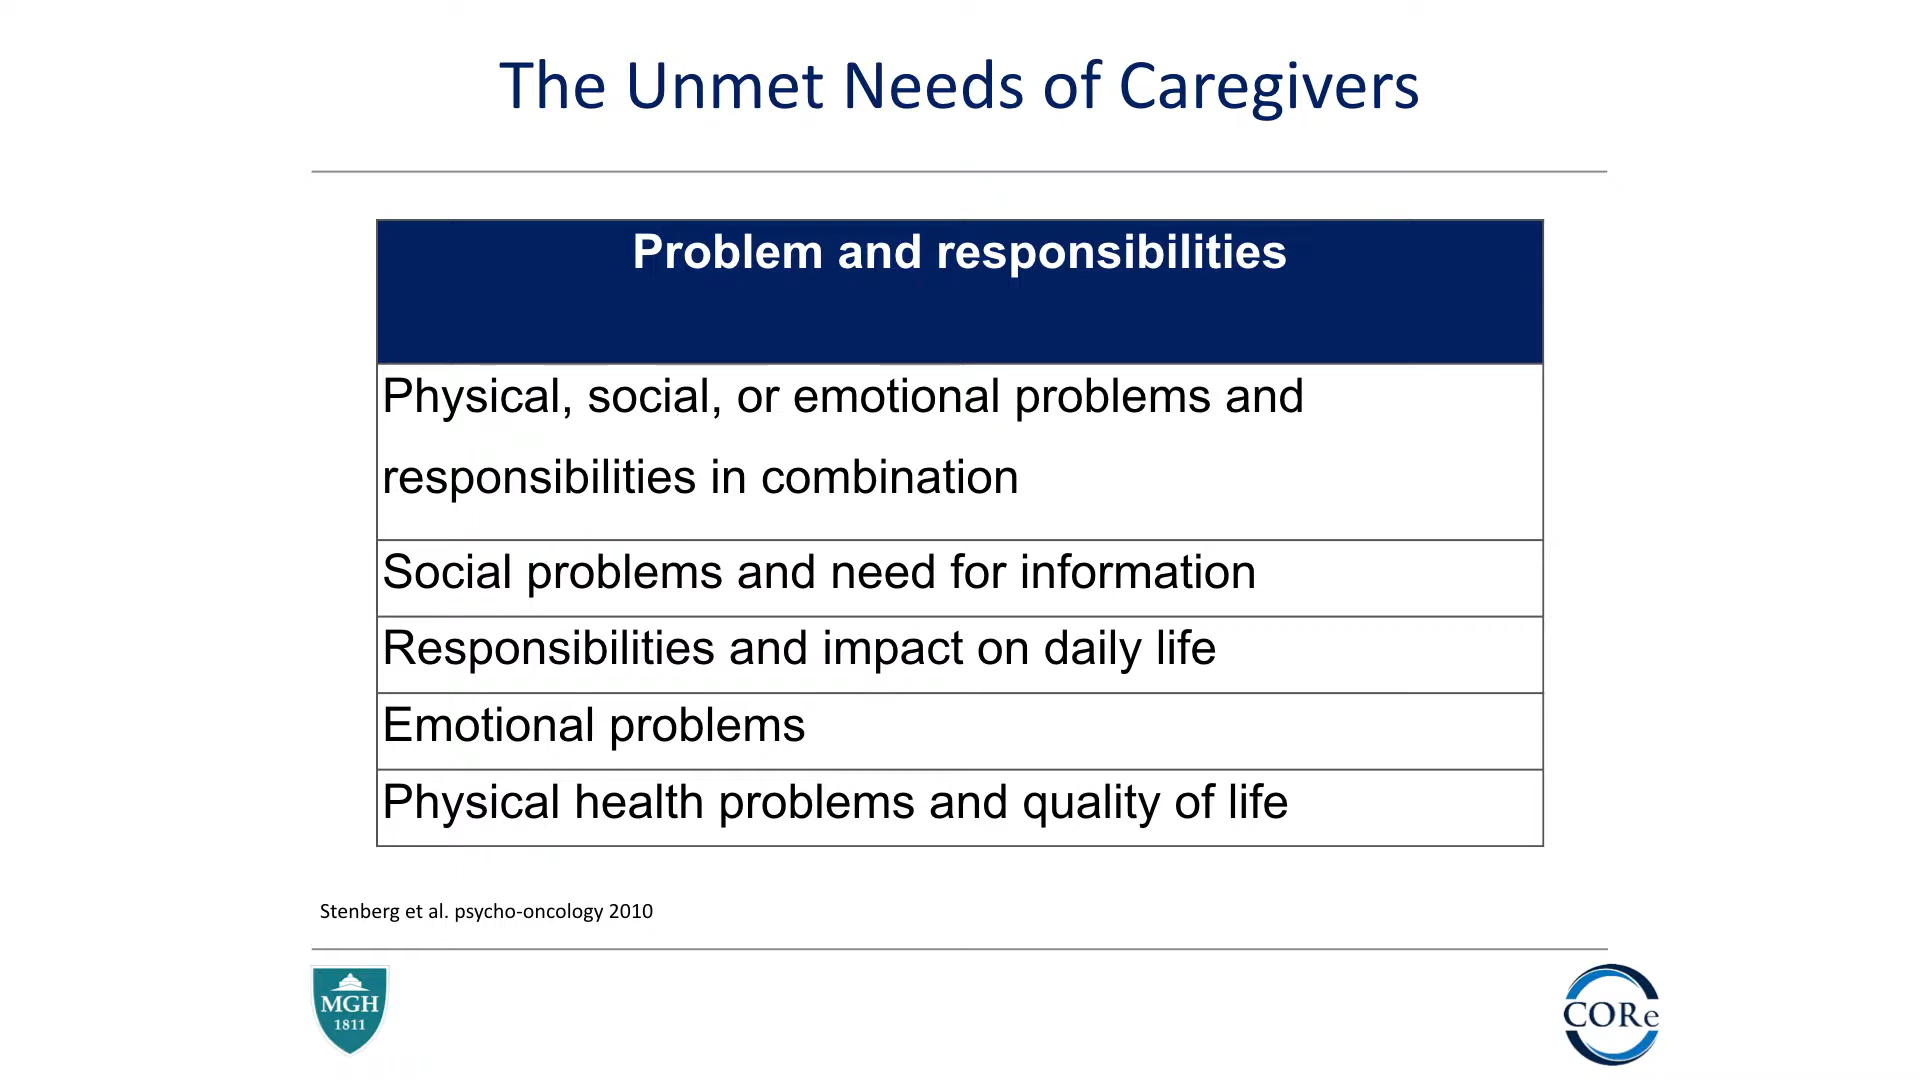 The Unmet Needs of Caregivers
Problem and responsibilities
Physical, social, or emotional problems and
responsibilities in combination
Social problems and need for information
Responsibilities and impact on daily life
Emotional problems
Physical health problems and quality of life
Stenberg et al. psycho-oncology 2010
MGH
1811
CORe